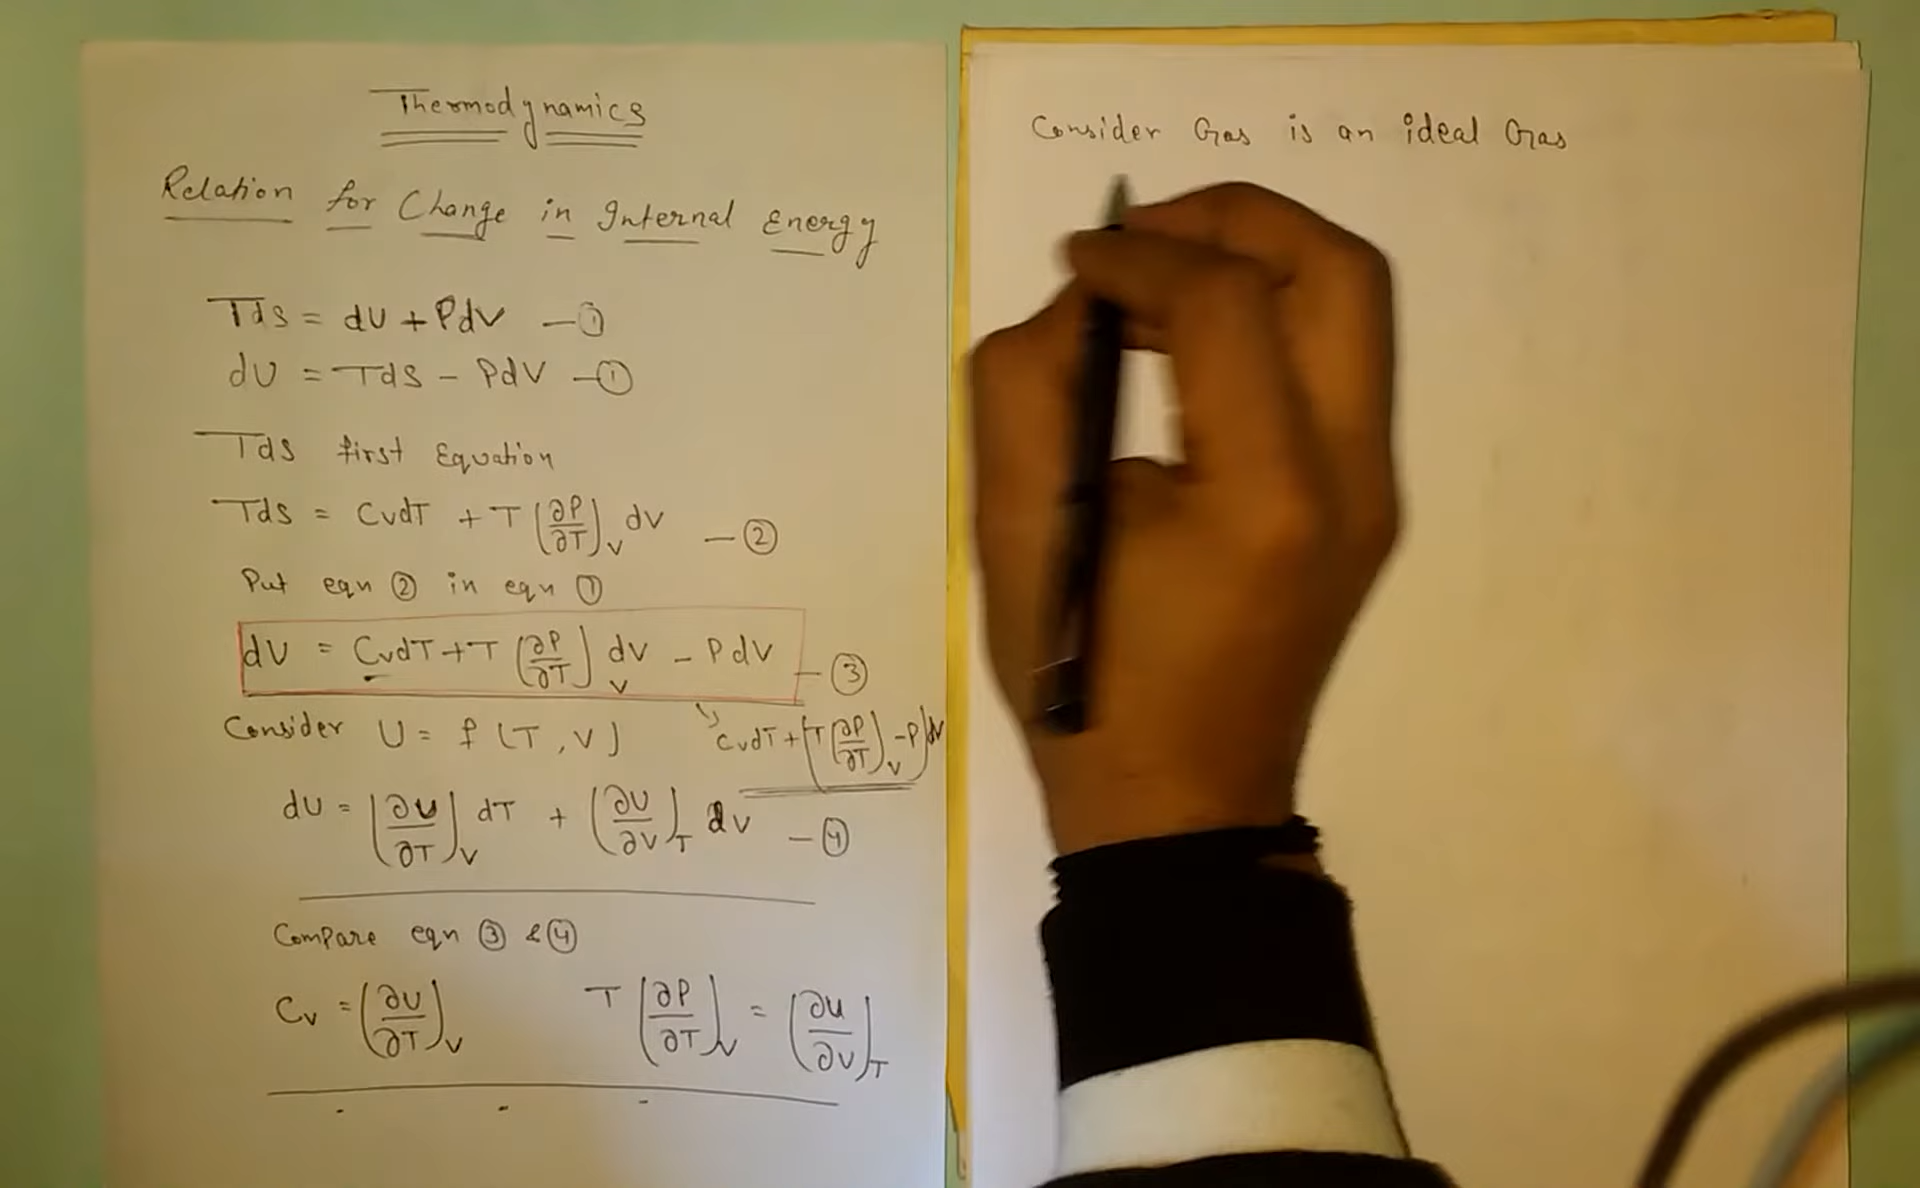 Thermodynamics
Relation for Change in Internal Energy
Tds = dU + PdV — ①
dU = Tds - PdV — ①
Tds first Equation
Tds = CvdT + T (∂P/∂T)V dV — ②
Put eqn ② in eqn ①
dU = CvdT + T (∂P/∂T)V dV - PdV — ③
Consider U = f (T, V)
CvdT + (T(∂P/∂T)V - P)dV
dU = (∂U/∂T)V dT + (∂U/∂V)T dV — ④
Compare eqn ③ & ④
Cv = (∂U/∂T)V T (∂P/∂T)V = (∂U/∂V)T
Consider Gas is an ideal Gas